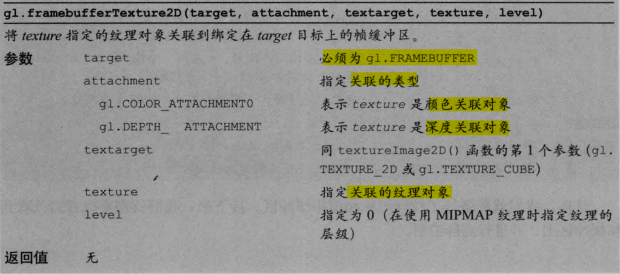 gl.framebufferTexture2D(target, attachment, textarget, texture, level)
将 texture 指定的纹理对象关联到绑定在 target 目标上的帧缓冲区。
参数 target 必须为 gl.FRAMEBUFFER
attachment 指定关联的类型
gl.COLOR_ATTACHMENT0 表示 texture 是颜色关联对象
gl.DEPTH_ ATTACHMENT 表示 texture 是深度关联对象
textarget 同 textureImage2D() 函数的第 1 个参数 (gl.
TEXTURE_2D 或 gl.TEXTURE_CUBE)
texture 指定关联的纹理对象
level 指定为 0 (在使用 MIPMAP 纹理时指定纹理的
层级)
返回值 无